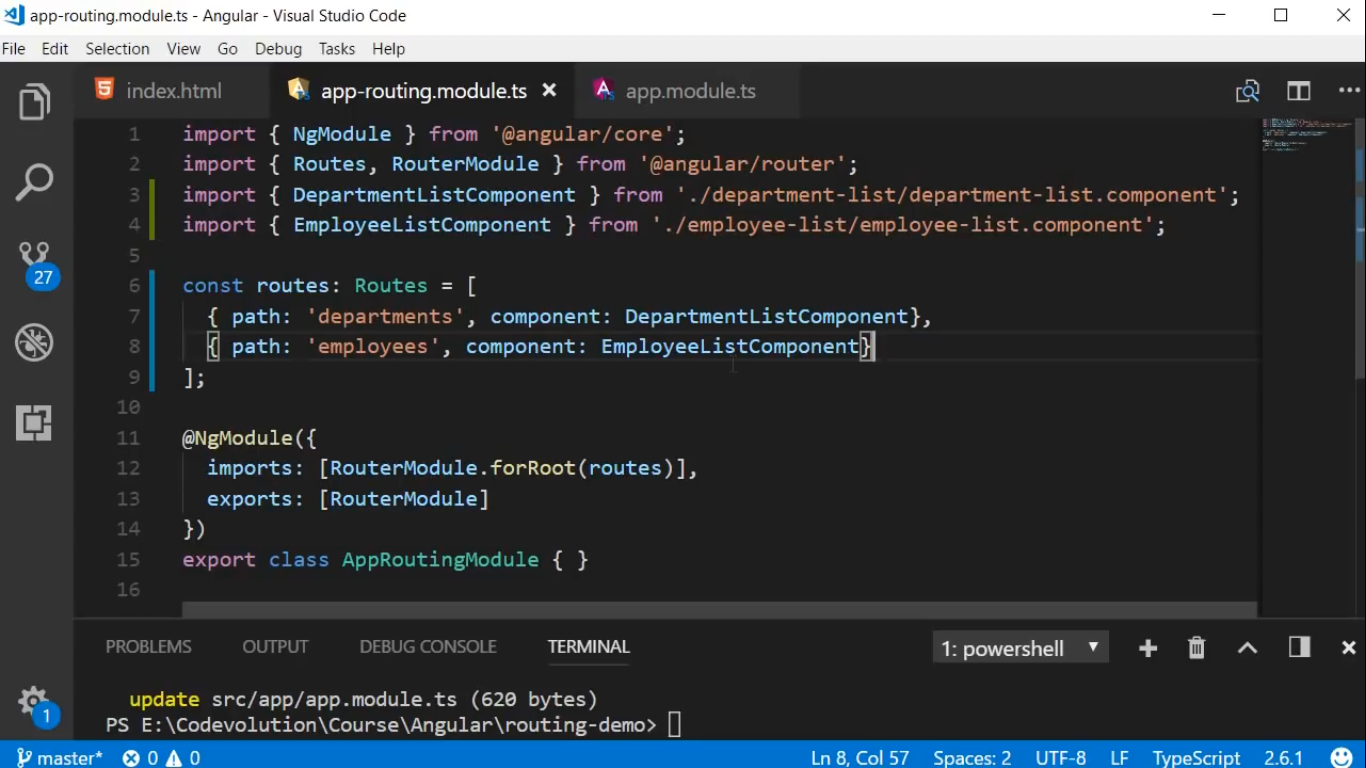 app-routing.module.ts - Angular - Visual Studio Code
File Edit Selection View Go Debug Tasks Help
index.html app-routing.module.ts app.module.ts
1 import { NgModule } from '@angular/core';
2 import { Routes, RouterModule } from '@angular/router';
3 import { DepartmentListComponent } from './department-list/department-list.component';
4 import { EmployeeListComponent } from './employee-list/employee-list.component';
5
6 const routes: Routes = [
7 { path: 'departments', component: DepartmentListComponent},
8 { path: 'employees', component: EmployeeListComponent}
9 ];
10
11 @NgModule({
12 imports: [RouterModule.forRoot(routes)],
13 exports: [RouterModule]
14 })
15 export class AppRoutingModule { }
16
27
PROBLEMS OUTPUT DEBUG CONSOLE TERMINAL 1: powershell
update src/app/app.module.ts (620 bytes)
PS E:\Codevolution\Course\Angular\routing-demo>
1
master* 0 0 Ln 8, Col 57 Spaces: 2 UTF-8 LF TypeScript 2.6.1